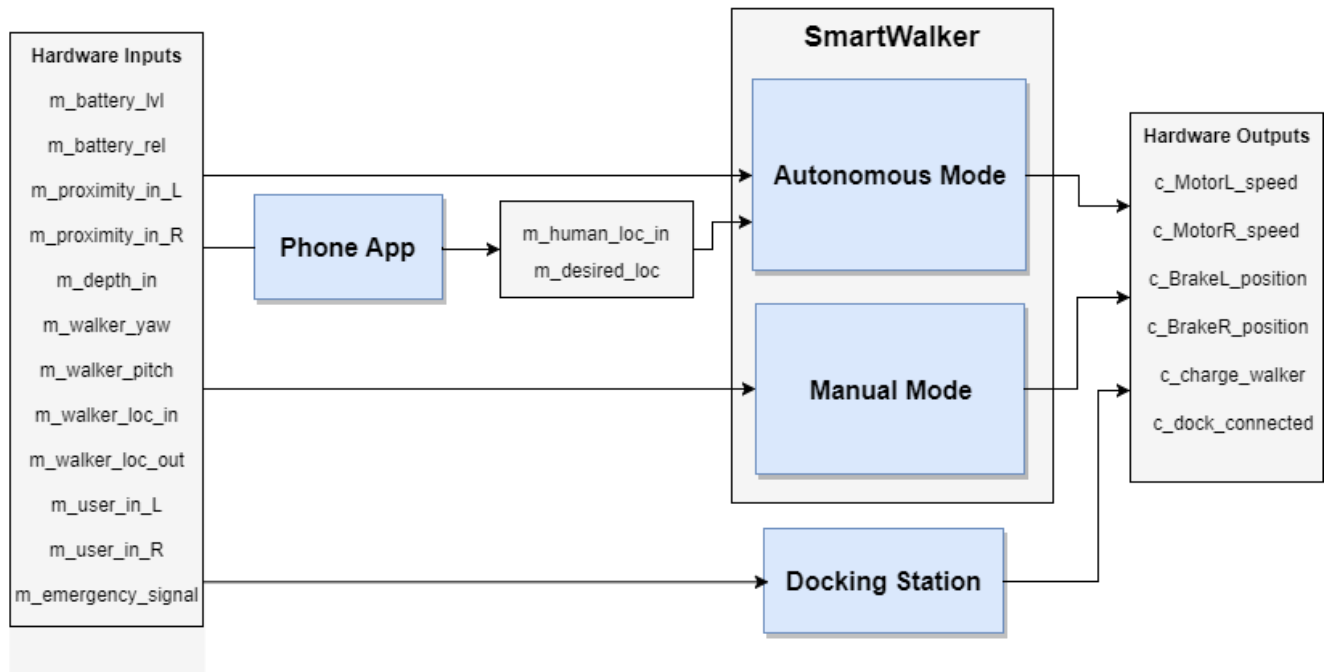 Hardware Inputs
m_battery_lvl
m_battery_rel
m_proximity_in_L
m_proximity_in_R
m_depth_in
m_walker_yaw
m_walker_pitch
m_walker_loc_in
m_walker_loc_out
m_user_in_L
m_user_in_R
m_emergency_signal
Phone App
m_human_loc_in
m_desired_loc
SmartWalker
Autonomous Mode
Manual Mode
Docking Station
Hardware Outputs
c_MotorL_speed
c_MotorR_speed
c_BrakeL_position
c_BrakeR_position
c_charge_walker
c_dock_connected